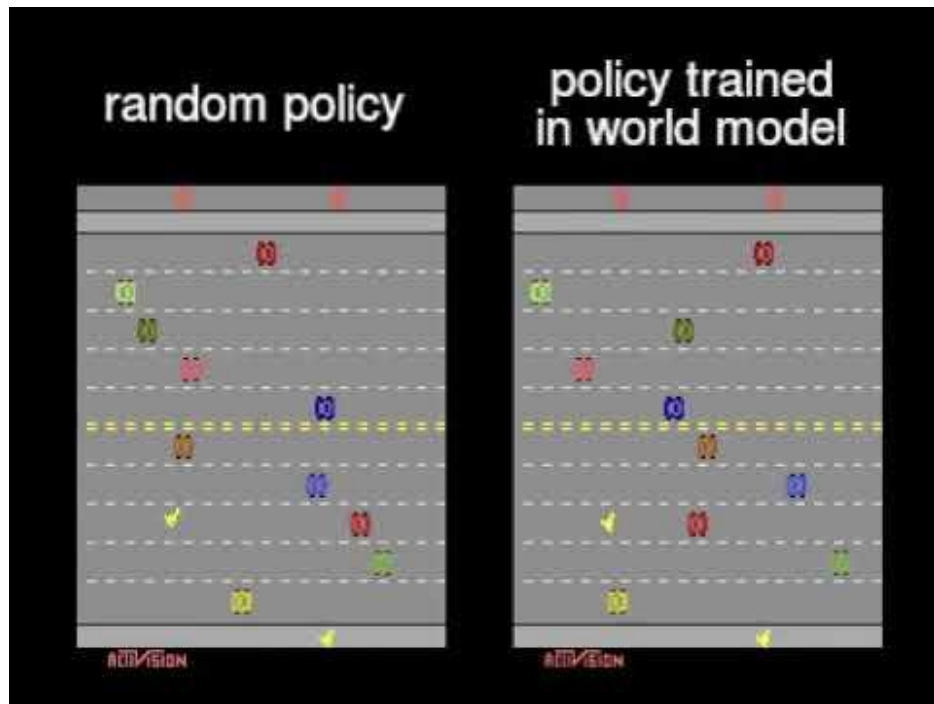 random policy
policy trained
in world model
ACTIVISION
ACTIVISION